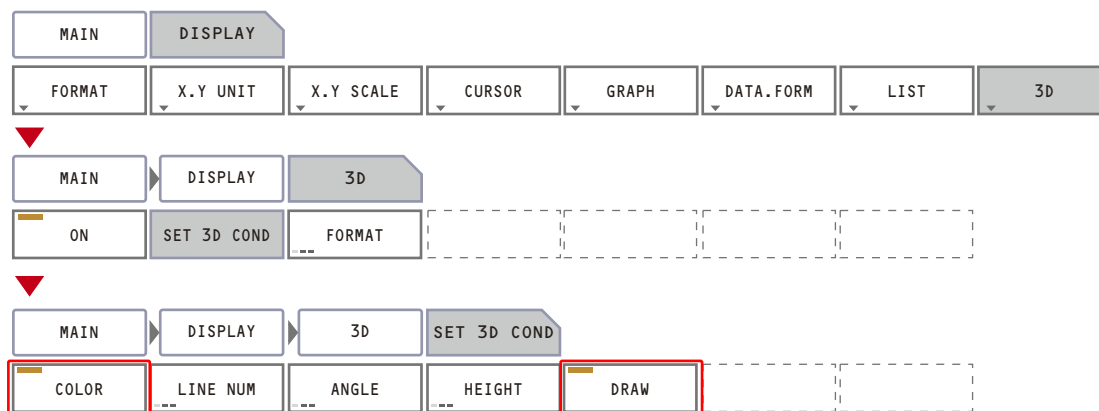 MAIN DISPLAY
FORMAT X.Y UNIT X.Y SCALE CURSOR GRAPH DATA.FORM LIST 3D
MAIN DISPLAY 3D
ON SET 3D COND FORMAT
MAIN DISPLAY 3D SET 3D COND
COLOR LINE NUM ANGLE HEIGHT DRAW